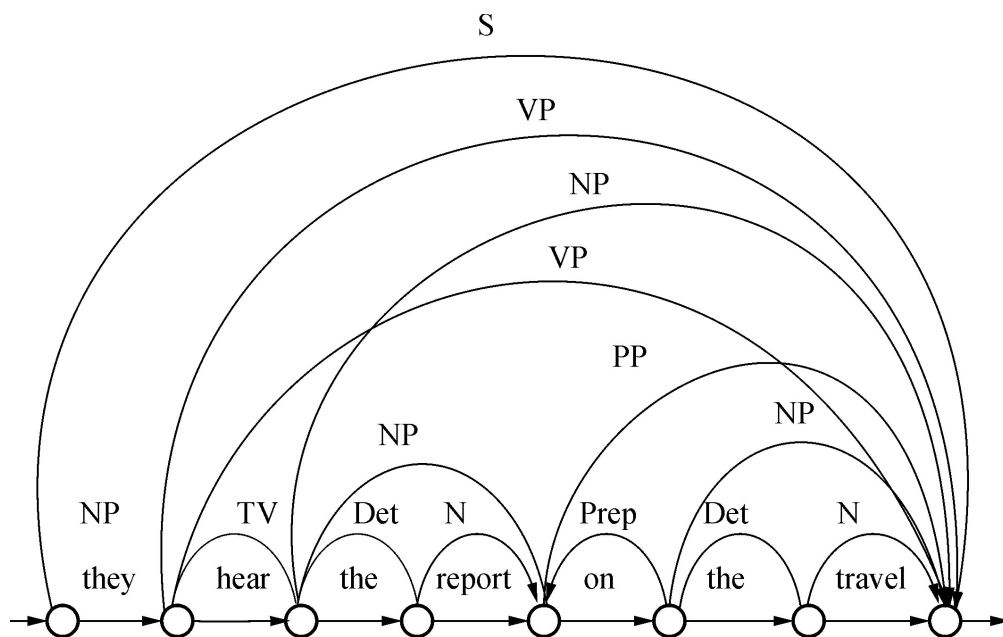 S
VP
NP
VP
PP
NP
NP
NP TV Det N Prep Det N
they hear the report on the travel